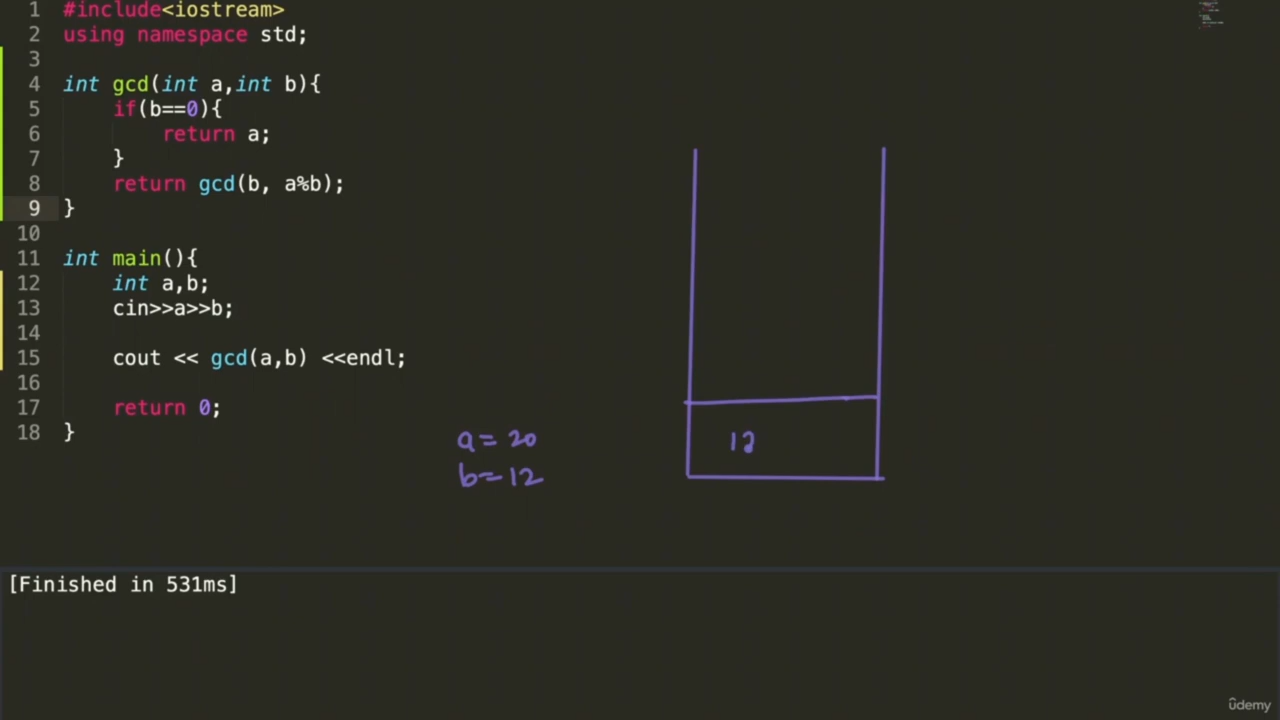 1 #include<iostream>
2 using namespace std;
3
4 int gcd(int a,int b){
5 if(b==0){
6 return a;
7 }
8 return gcd(b, a%b);
9 }
10
11 int main(){
12 int a,b;
13 cin>>a>>b;
14
15 cout << gcd(a,b) <<endl;
16
17 return 0;
18 }
a= 20
b=12
12
[Finished in 531ms]
ûdemy